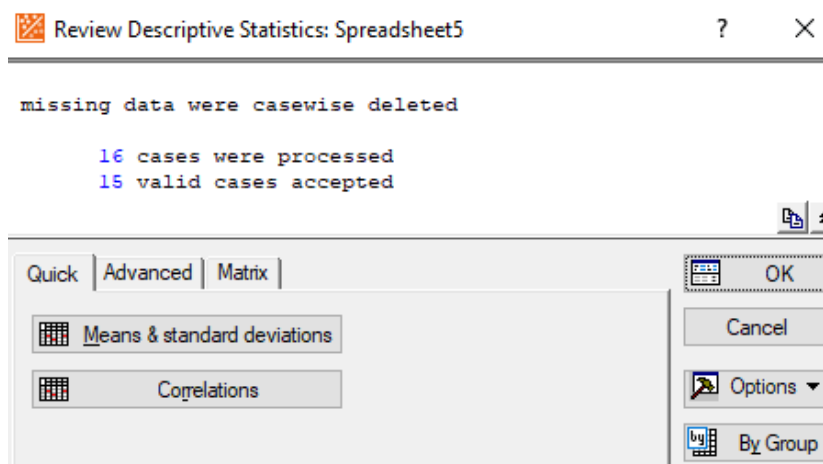 Review Descriptive Statistics: Spreadsheet5 ?
missing data were casewise deleted
16 cases were processed
15 valid cases accepted
Quick Advanced Matrix
Means & standard deviations
Correlations
OK
Cancel
Options
by By Group